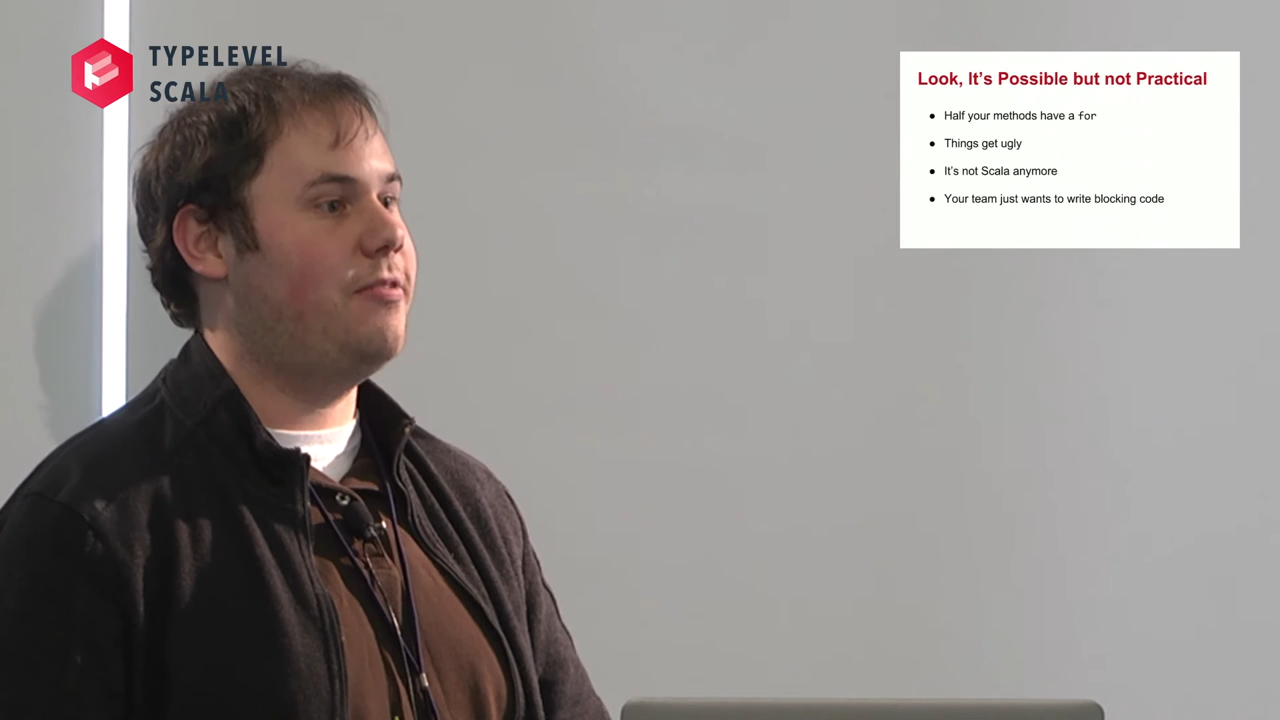 TYPELEVEL
SCALA
Look, It's Possible but not Practical
● Half your methods have a for
● Things get ugly
● It's not Scala anymore
● Your team just wants to write blocking code